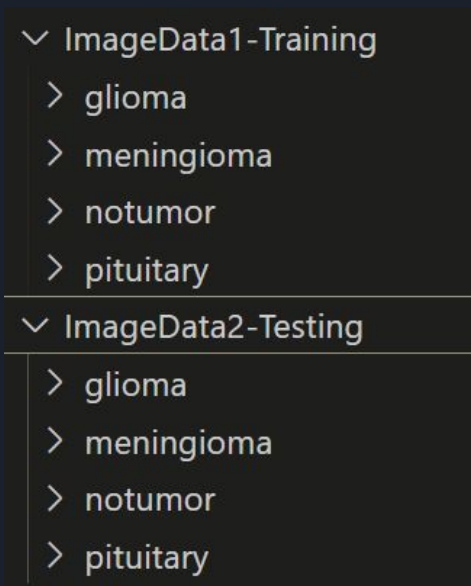 ImageData1-Training
glioma
meningioma
notumor
pituitary
ImageData2-Testing
glioma
meningioma
notumor
pituitary